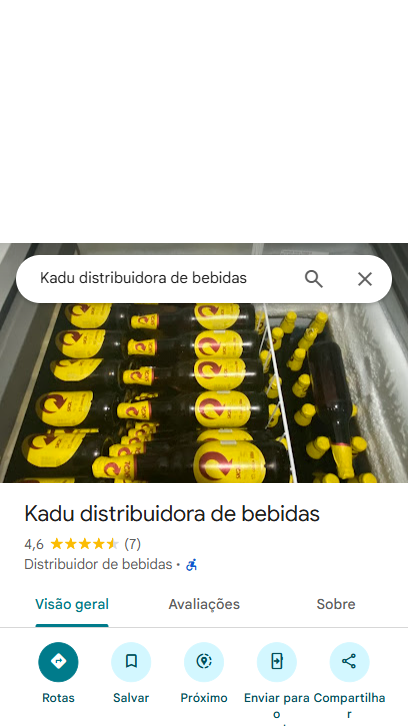 Kadu distribuidora de bebidas
Kadu distribuidora de bebidas
4,6 (7)
Distribuidor de bebidas ·
Visão geral Avaliações Sobre
Rotas Salvar Próximo Enviar para o Compartilhar